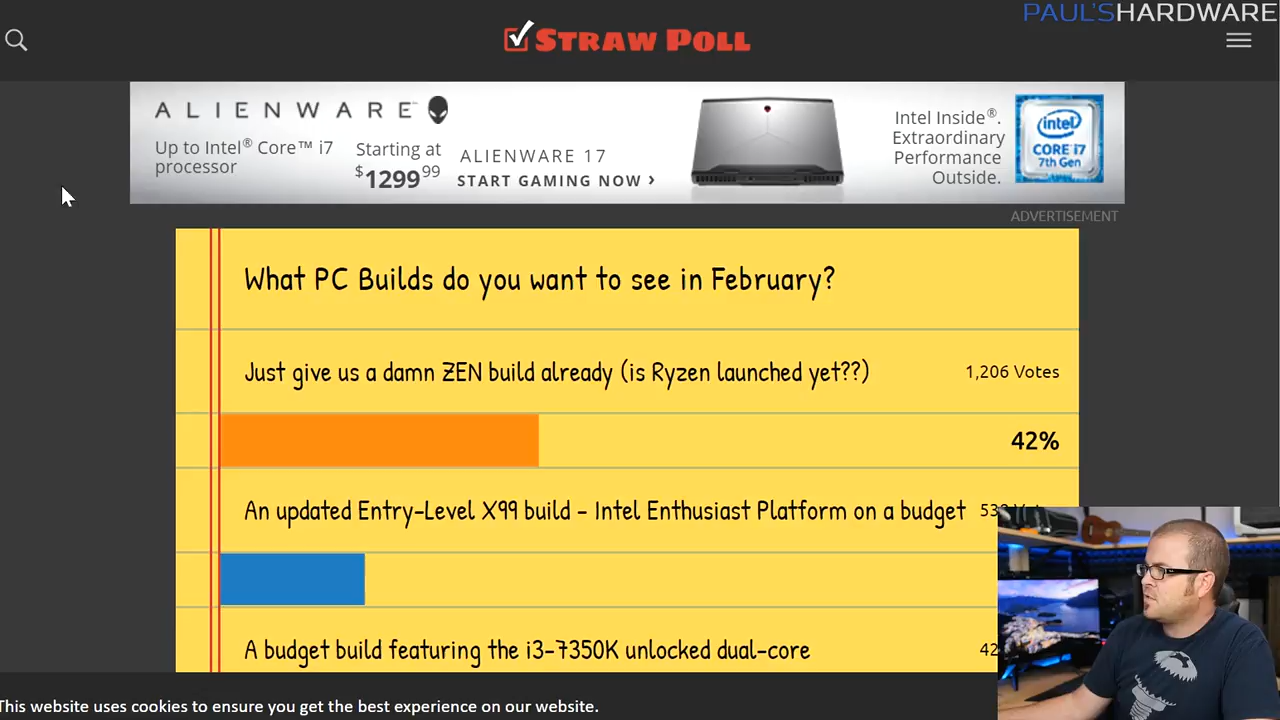 PAUL'SHARDWARE
STRAW POLL
ALIENWARE
Up to Intel® Core™ i7
processor
Starting at
$1299.99
ALIENWARE 17
START GAMING NOW ›
Intel Inside®.
Extraordinary
Performance
Outside.
intel
CORE i7
7th Gen
ADVERTISEMENT
What PC Builds do you want to see in February?
Just give us a damn ZEN build already (is Ryzen launched yet??) 1,206 Votes
42%
An updated Entry-Level X99 build - Intel Enthusiast Platform on a budget
A budget build featuring the i3-7350K unlocked dual-core
This website uses cookies to ensure you get the best experience on our website.